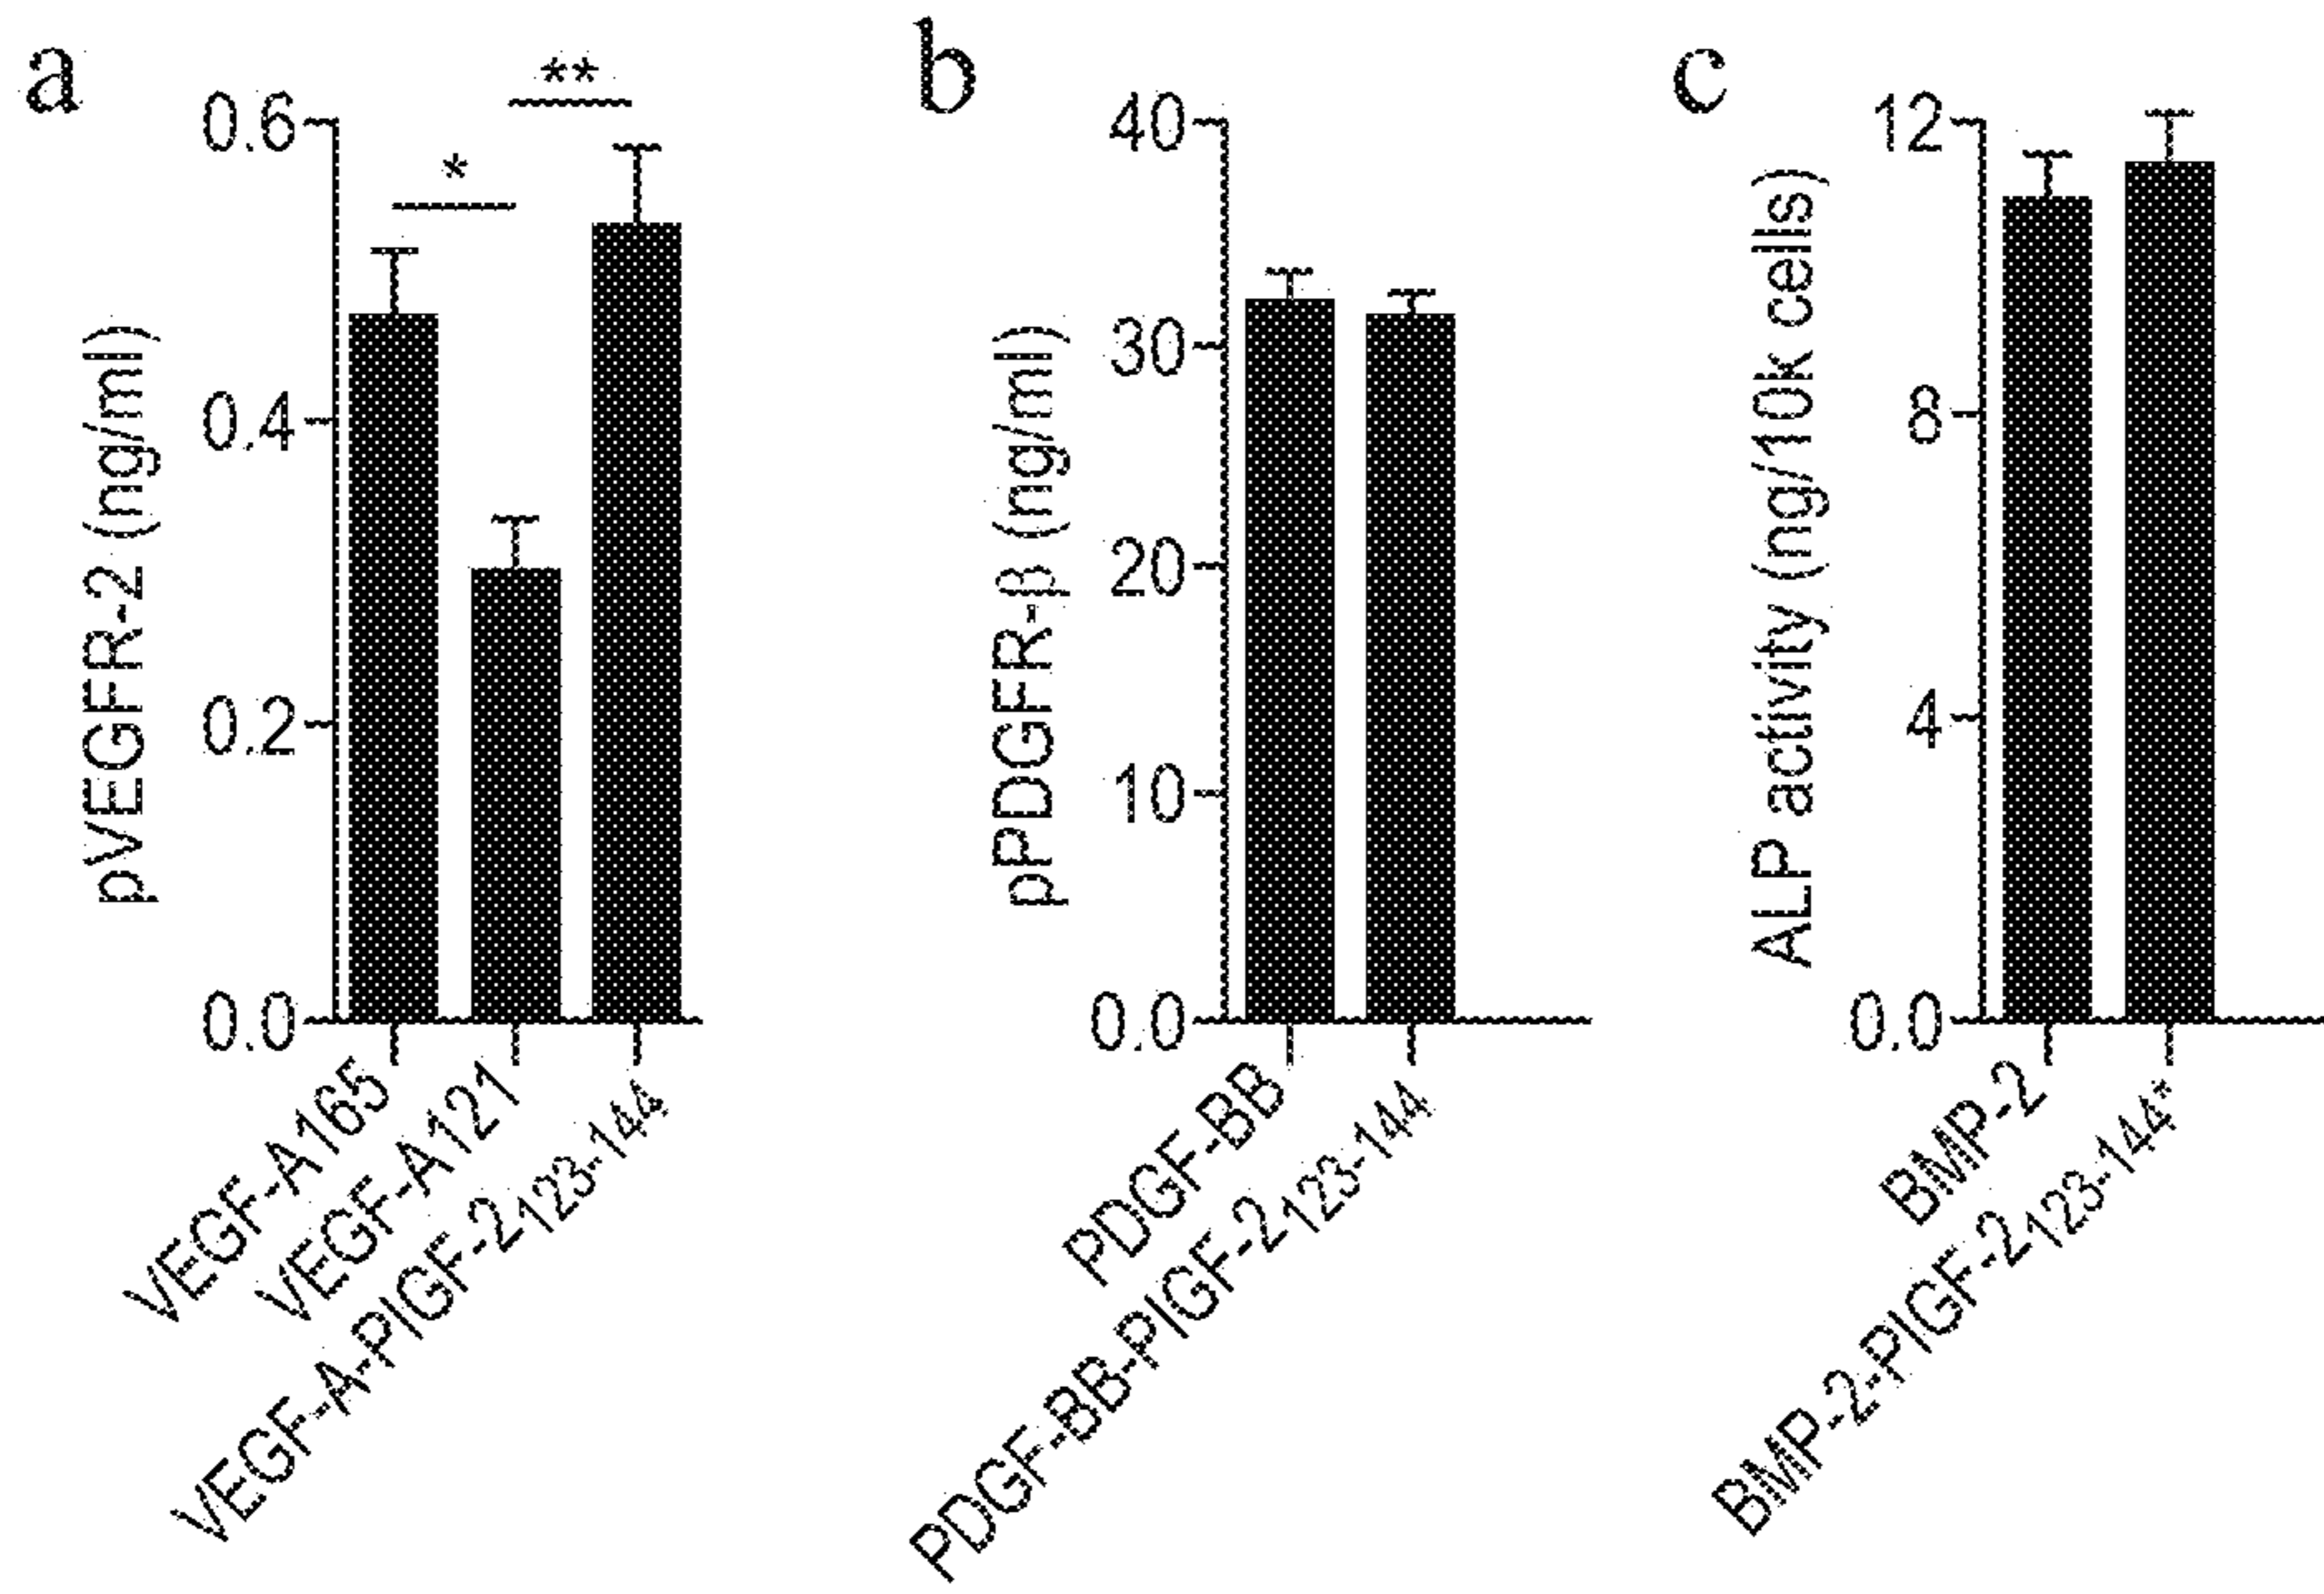 a
pVEGFR-2 (ng/ml)
0.6
0.4
0.2
0.0
*
**
VEGF-A165
VEGF-A121
VEGF-A-PlGF-2123-144
b
pPDGFR-β (ng/ml)
40
30
20
10
0.0
PDGF-BB
PDGF-BB-PlGF-2123-144
c
ALP activity (ng/10k cells)
12
8
4
0.0
BMP-2
BMP-2-PlGF-2123-144*